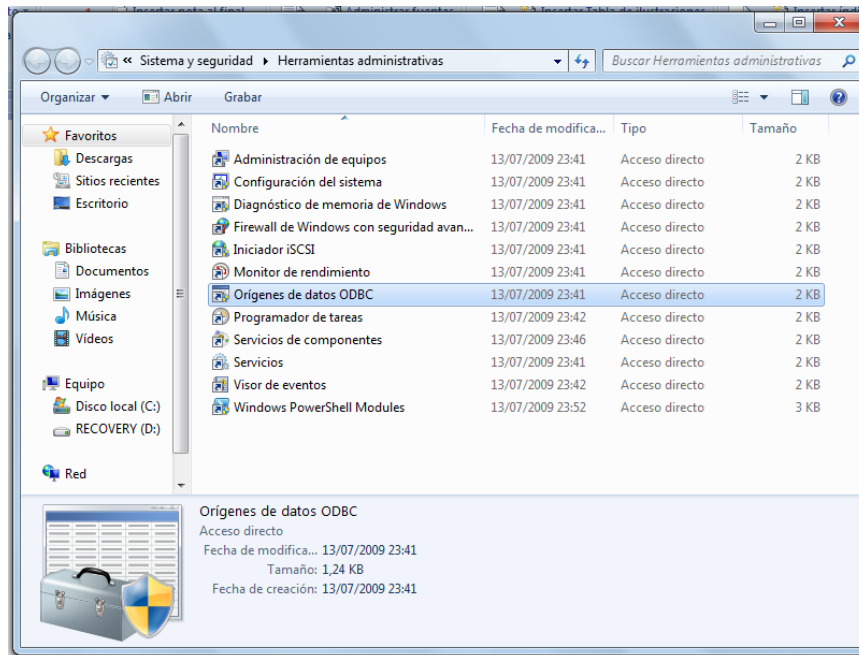 Insertar nota al final Administrar fuentes Insertar Tabla de ilustraciones
« Sistema y seguridad Herramientas administrativas Buscar Herramientas administrativas
Organizar Abrir Grabar
Favoritos
Descargas
Sitios recientes
Escritorio
Bibliotecas
Documentos
Imágenes
Música
Vídeos
Equipo
Disco local (C:)
RECOVERY (D:)
Red
Nombre Fecha de modifica... Tipo Tamaño
Administración de equipos 13/07/2009 23:41 Acceso directo 2 KB
Configuración del sistema 13/07/2009 23:41 Acceso directo 2 KB
Diagnóstico de memoria de Windows 13/07/2009 23:41 Acceso directo 2 KB
Firewall de Windows con seguridad avan... 13/07/2009 23:41 Acceso directo 2 KB
Iniciador iSCSI 13/07/2009 23:41 Acceso directo 2 KB
Monitor de rendimiento 13/07/2009 23:41 Acceso directo 2 KB
Orígenes de datos ODBC 13/07/2009 23:41 Acceso directo 2 KB
Programador de tareas 13/07/2009 23:42 Acceso directo 2 KB
Servicios de componentes 13/07/2009 23:46 Acceso directo 2 KB
Servicios 13/07/2009 23:41 Acceso directo 2 KB
Visor de eventos 13/07/2009 23:42 Acceso directo 2 KB
Windows PowerShell Modules 13/07/2009 23:52 Acceso directo 3 KB
Orígenes de datos ODBC
Acceso directo
Fecha de modifica... 13/07/2009 23:41
Tamaño: 1,24 KB
Fecha de creación: 13/07/2009 23:41